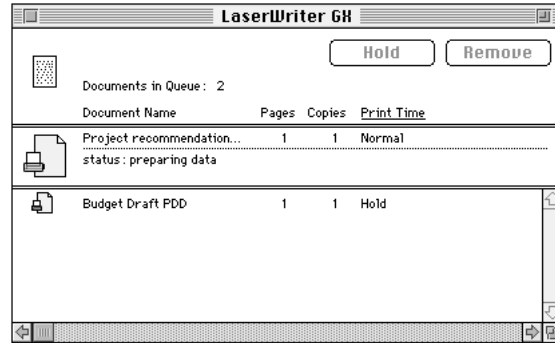 LaserWriter GX
Hold Remove
Documents in Queue: 2
Document Name Pages Copies Print Time
Project recommendation... 1 1 Normal
status: preparing data
Budget Draft PDD 1 1 Hold